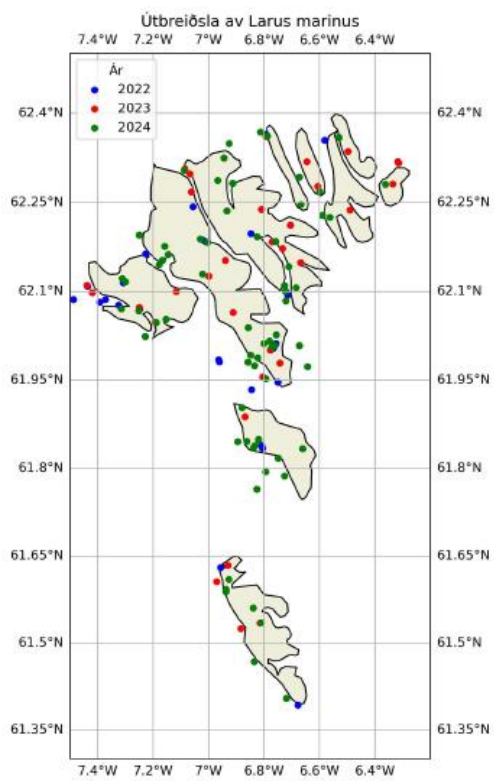 Útbreiðsla av Larus marinus
7.4°W 7.2°W 7°W 6.8°W 6.6°W 6.4°W
Ár
2022
2023
2024
62.4°N 62.4°N
62.25°N 62.25°N
62.1°N 62.1°N
61.95°N 61.95°N
61.8°N 61.8°N
61.65°N 61.65°N
61.5°N 61.5°N
61.35°N 61.35°N
7.4°W 7.2°W 7°W 6.8°W 6.6°W 6.4°W